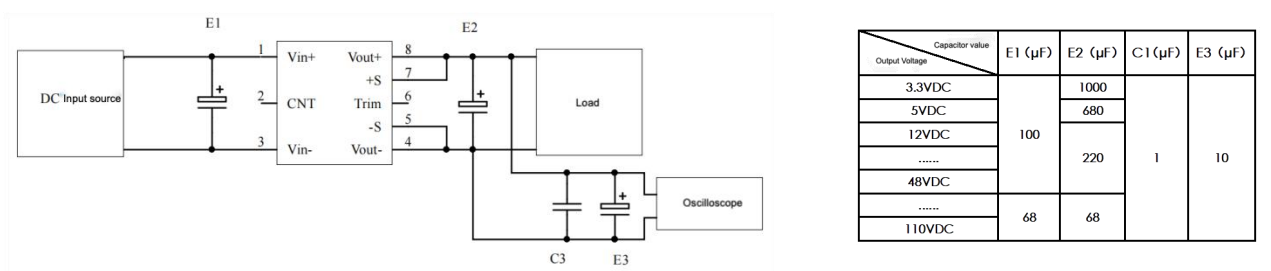 E1
E2
DC Input source
1
Vin+
Vout+
8
+S
7
2
CNT
Trim
6
-S
5
3
Vin-
Vout-
4
+
+
Load
+
Oscilloscope
C3
E3
Capacitor value
Output Voltage
E1 (μF)
E2 (μF)
C1(μF)
E3 (μF)
3.3VDC
1000
5VDC
680
12VDC
100
......
220
1
10
48VDC
......
68
68
110VDC